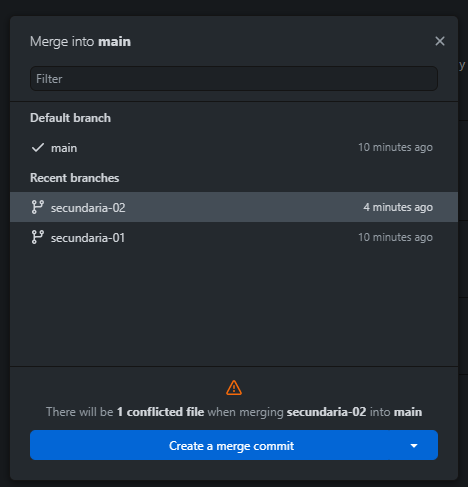 Merge into main
Filter
Default branch
main 10 minutes ago
Recent branches
secundaria-02 4 minutes ago
secundaria-01 10 minutes ago
There will be 1 conflicted file when merging secundaria-02 into main
Create a merge commit
y